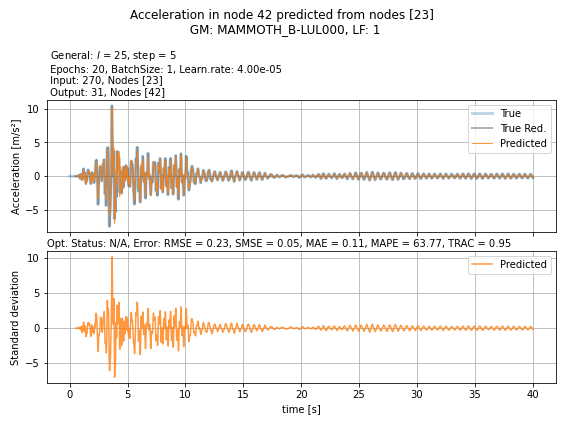 Acceleration in node 42 predicted from nodes [23]
GM: MAMMOTH_B-LUL000, LF: 1
General: l = 25, step = 5
Epochs: 20, BatchSize: 1, Learn.rate: 4.00e-05
Input: 270, Nodes [23]
Output: 31, Nodes [42]
Acceleration [m/s²]
10
5
0
−5
True
True Red.
Predicted
Opt. Status: N/A, Error: RMSE = 0.23, SMSE = 0.05, MAE = 0.11, MAPE = 63.77, TRAC = 0.95
Standard deviation
10
5
0
−5
Predicted
0 5 10 15 20 25 30 35 40
time [s]